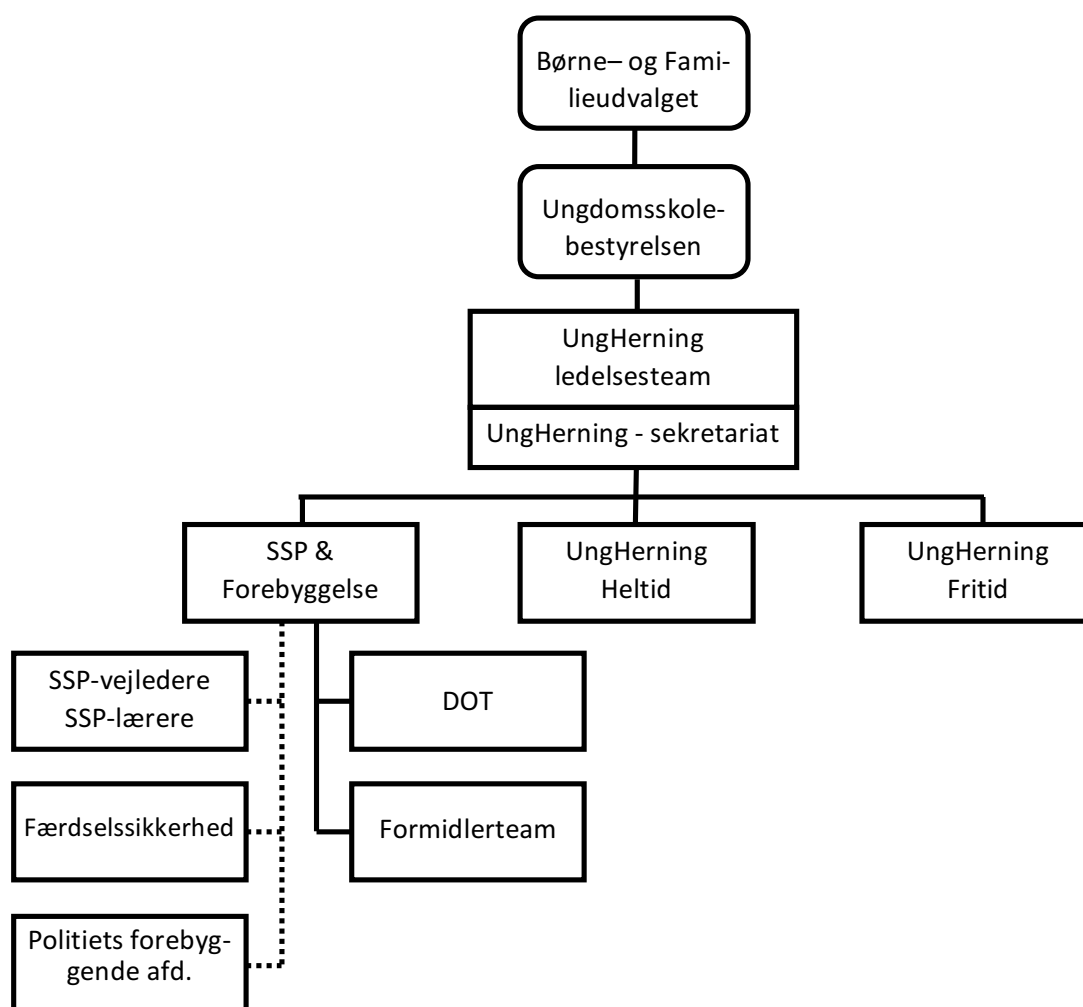 Børne– og Fami-
lieudvalget
Ungdomsskole-
bestyrelsen
UngHerning
ledelsesteam
UngHerning - sekretariat
SSP &
Forebyggelse
UngHerning
Heltid
UngHerning
Fritid
SSP-vejledere
SSP-lærere
DOT
Færdselssikkerhed
Formidlerteam
Politiets forebyg-
gende afd.